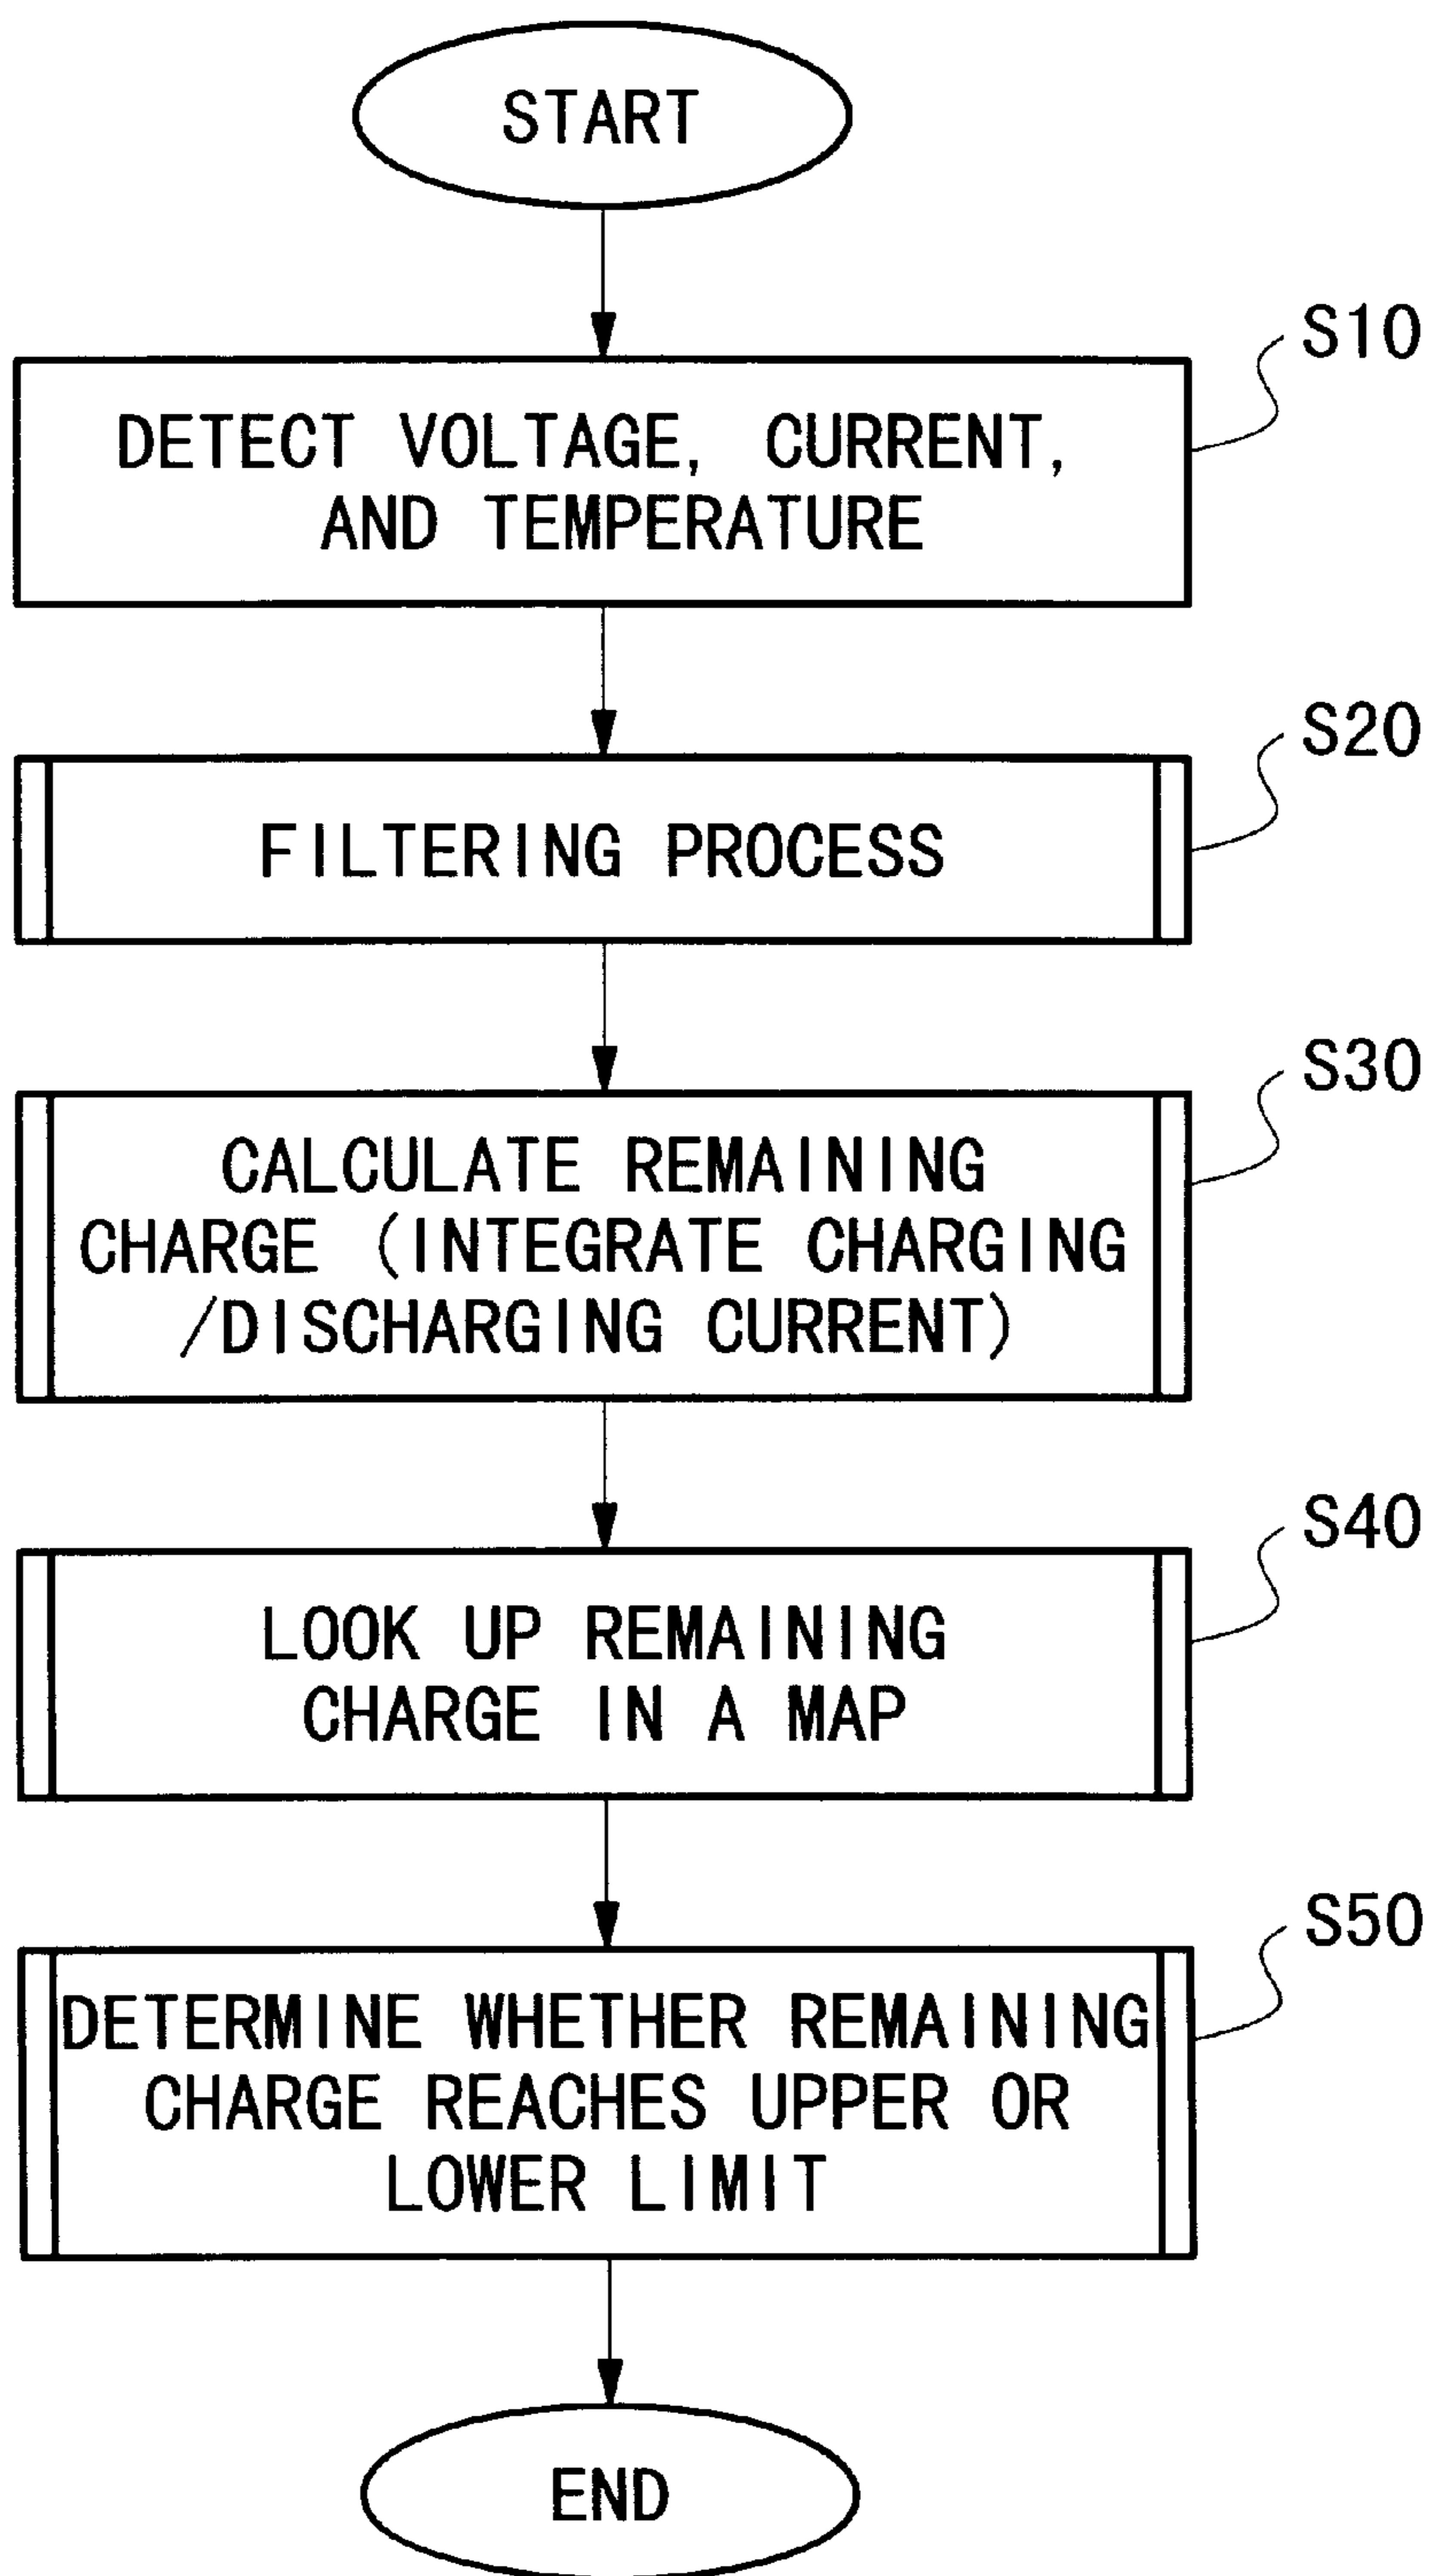 START
S10
DETECT VOLTAGE, CURRENT,
AND TEMPERATURE
S20
FILTERING PROCESS
S30
CALCULATE REMAINING
CHARGE (INTEGRATE CHARGING
/DISCHARGING CURRENT)
S40
LOOK UP REMAINING
CHARGE IN A MAP
S50
DETERMINE WHETHER REMAINING
CHARGE REACHES UPPER OR
LOWER LIMIT
END